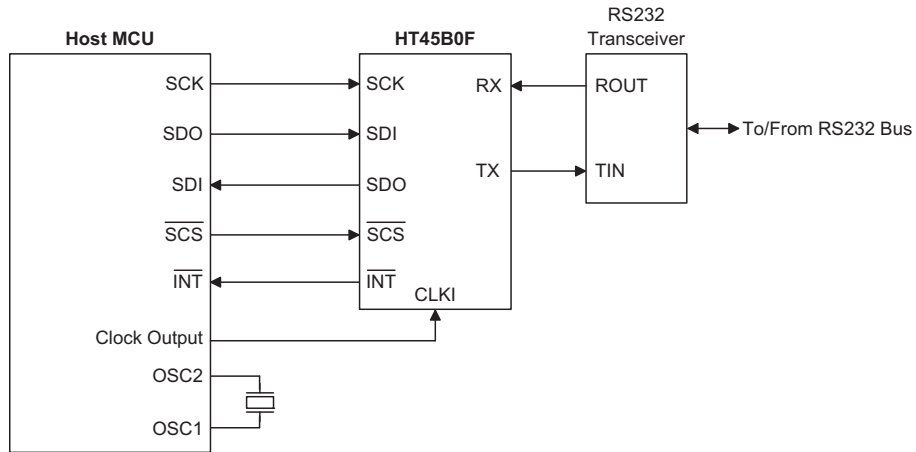 RS232
Transceiver
Host MCU
HT45B0F
SCK
SCK
RX
ROUT
SDO
SDI
To/From RS232 Bus
SDI
SDO
TX
TIN
SCS
SCS
INT
INT
CLKI
Clock Output
OSC2
OSC1